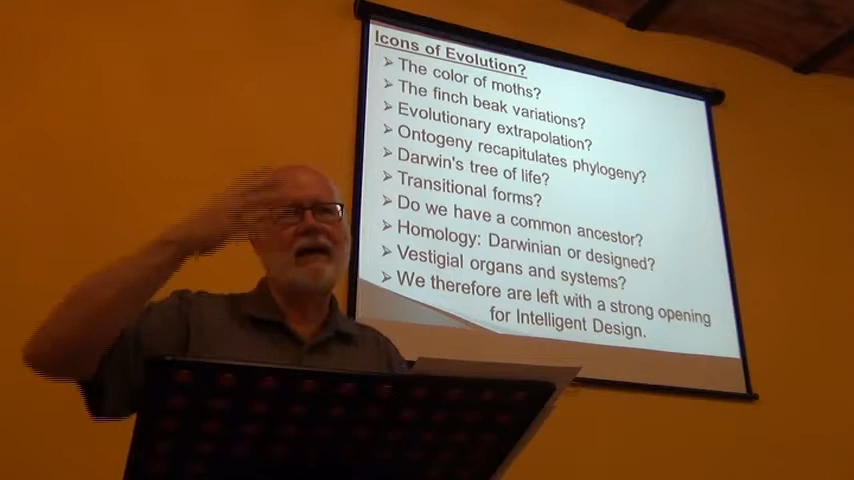 Icons of Evolution?
➢ The color of moths?
➢ The finch beak variations?
➢ Evolutionary extrapolation?
➢ Ontogeny recapitulates phylogeny?
➢ Darwin's tree of life?
➢ Transitional forms?
➢ Do we have a common ancestor?
➢ Homology: Darwinian or designed?
➢ Vestigial organs and systems?
➢ We therefore are left with a strong opening
for Intelligent Design.